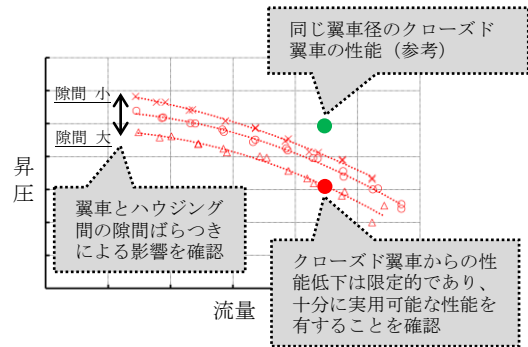 同じ翼車径のクローズド
翼車の性能（参考）
隙間 小
隙間 大
昇圧
翼車とハウジング
間の隙間ばらつき
による影響を確認
クローズド翼車からの性
能低下は限定的であり、
十分に実用可能な性能を
有することを確認
流量